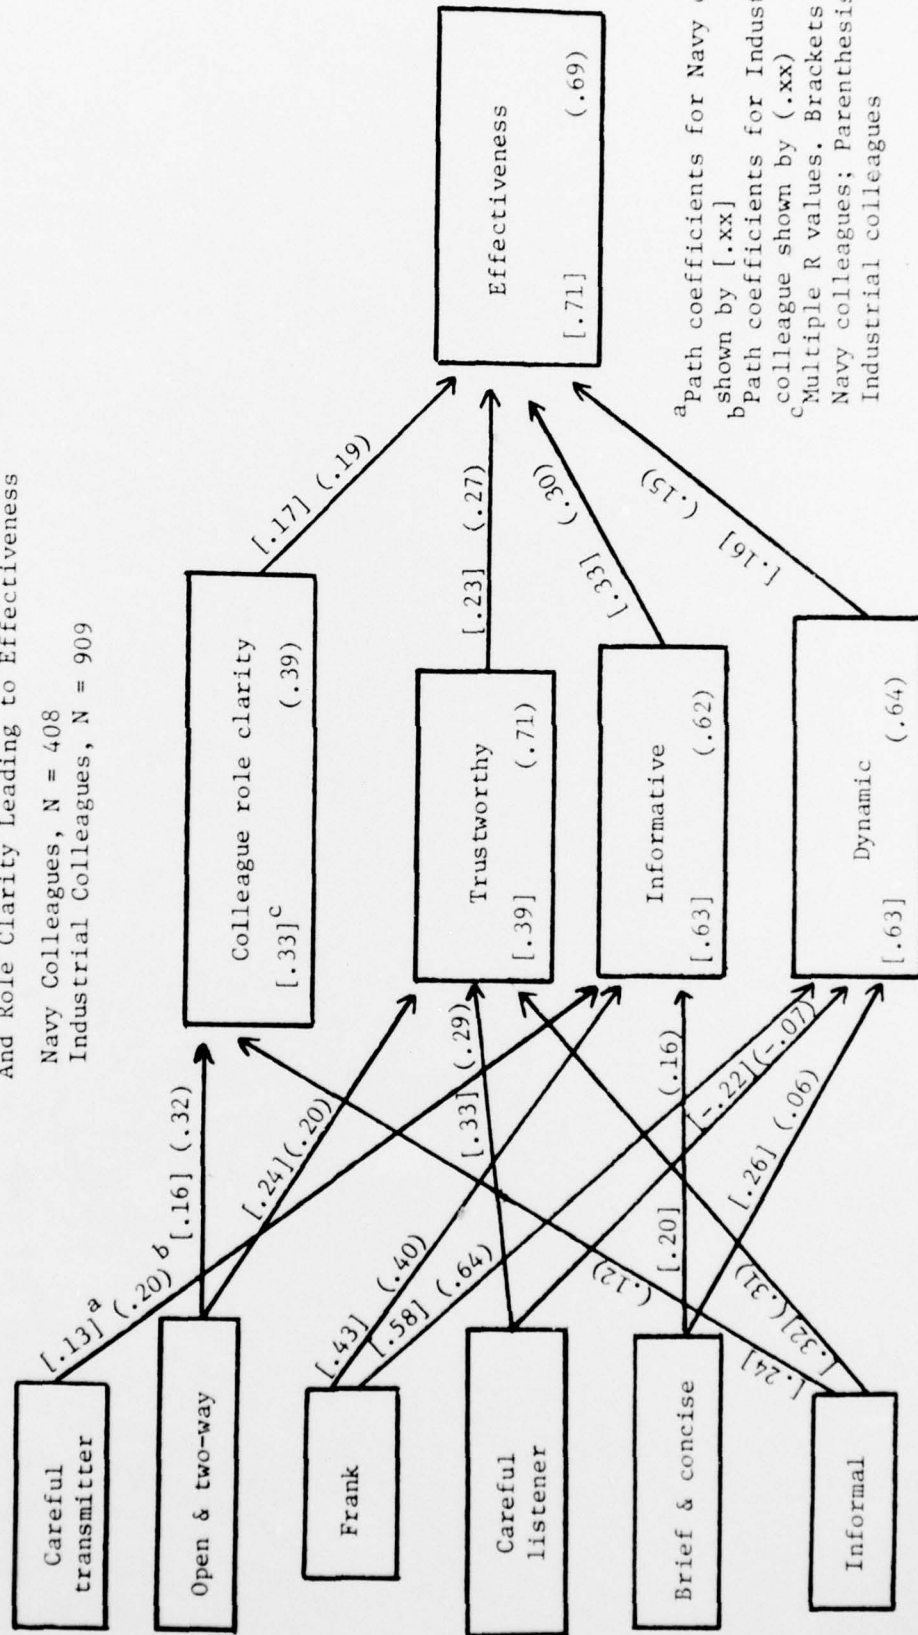 And Role Clarity Leading to Effectiveness
Navy Colleagues, N = 408
Industrial Colleagues, N = 909
Careful
transmitter
Open & two-way
Frank
Careful
listener
Brief & concise
Informal
[.13]a (.20)b
[.16] (.32)
[.24](.20)
[.43] (.40)
[.58] (.64)
[.33] (.29)
[-.22](-.07)
[.20] (.16)
[.26] (.06)
[.24] (.12)
[.32](.31)
Colleague role clarity
[.33]c (.39)
Trustworthy
[.39] (.71)
Informative
[.63] (.62)
Dynamic
[.63] (.64)
[.17] (.19)
[.23] (.27)
[.33] (.30)
[.16] (.15)
Effectiveness
[.71] (.69)
aPath coefficients for Navy
shown by [.xx]
bPath coefficients for
colleague shown by (.xx)
cMultiple R values. Brackets
Navy colleagues; Parenthesis
Industrial colleagues